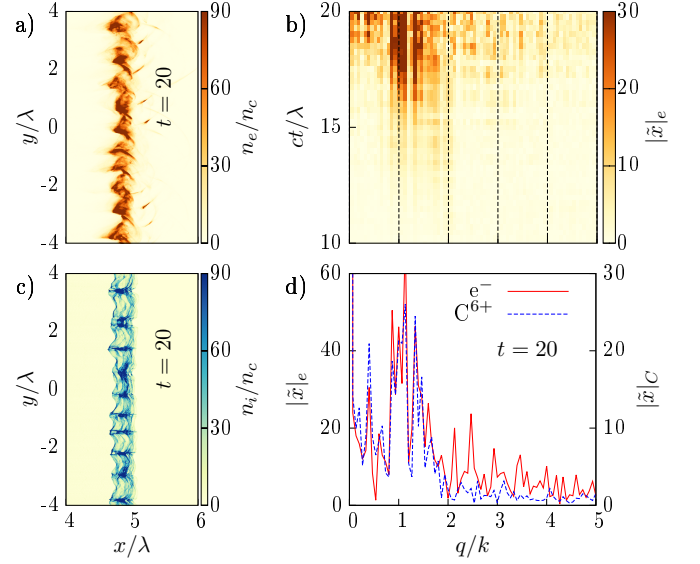 a)
4
2
0
-2
-4
y/λ
t = 20
90
60
30
0
n_e/n_c
b)
20
15
10
ct/λ
30
20
10
0
|x̃|_e
c)
4
2
0
-2
-4
y/λ
t = 20
4
5
6
x/λ
90
60
30
0
n_i/n_c
d)
60
40
20
0
|x̃|_e
e⁻
C⁶⁺
t = 20
0
1
2
3
4
5
q/k
30
20
10
0
|x̃|_C